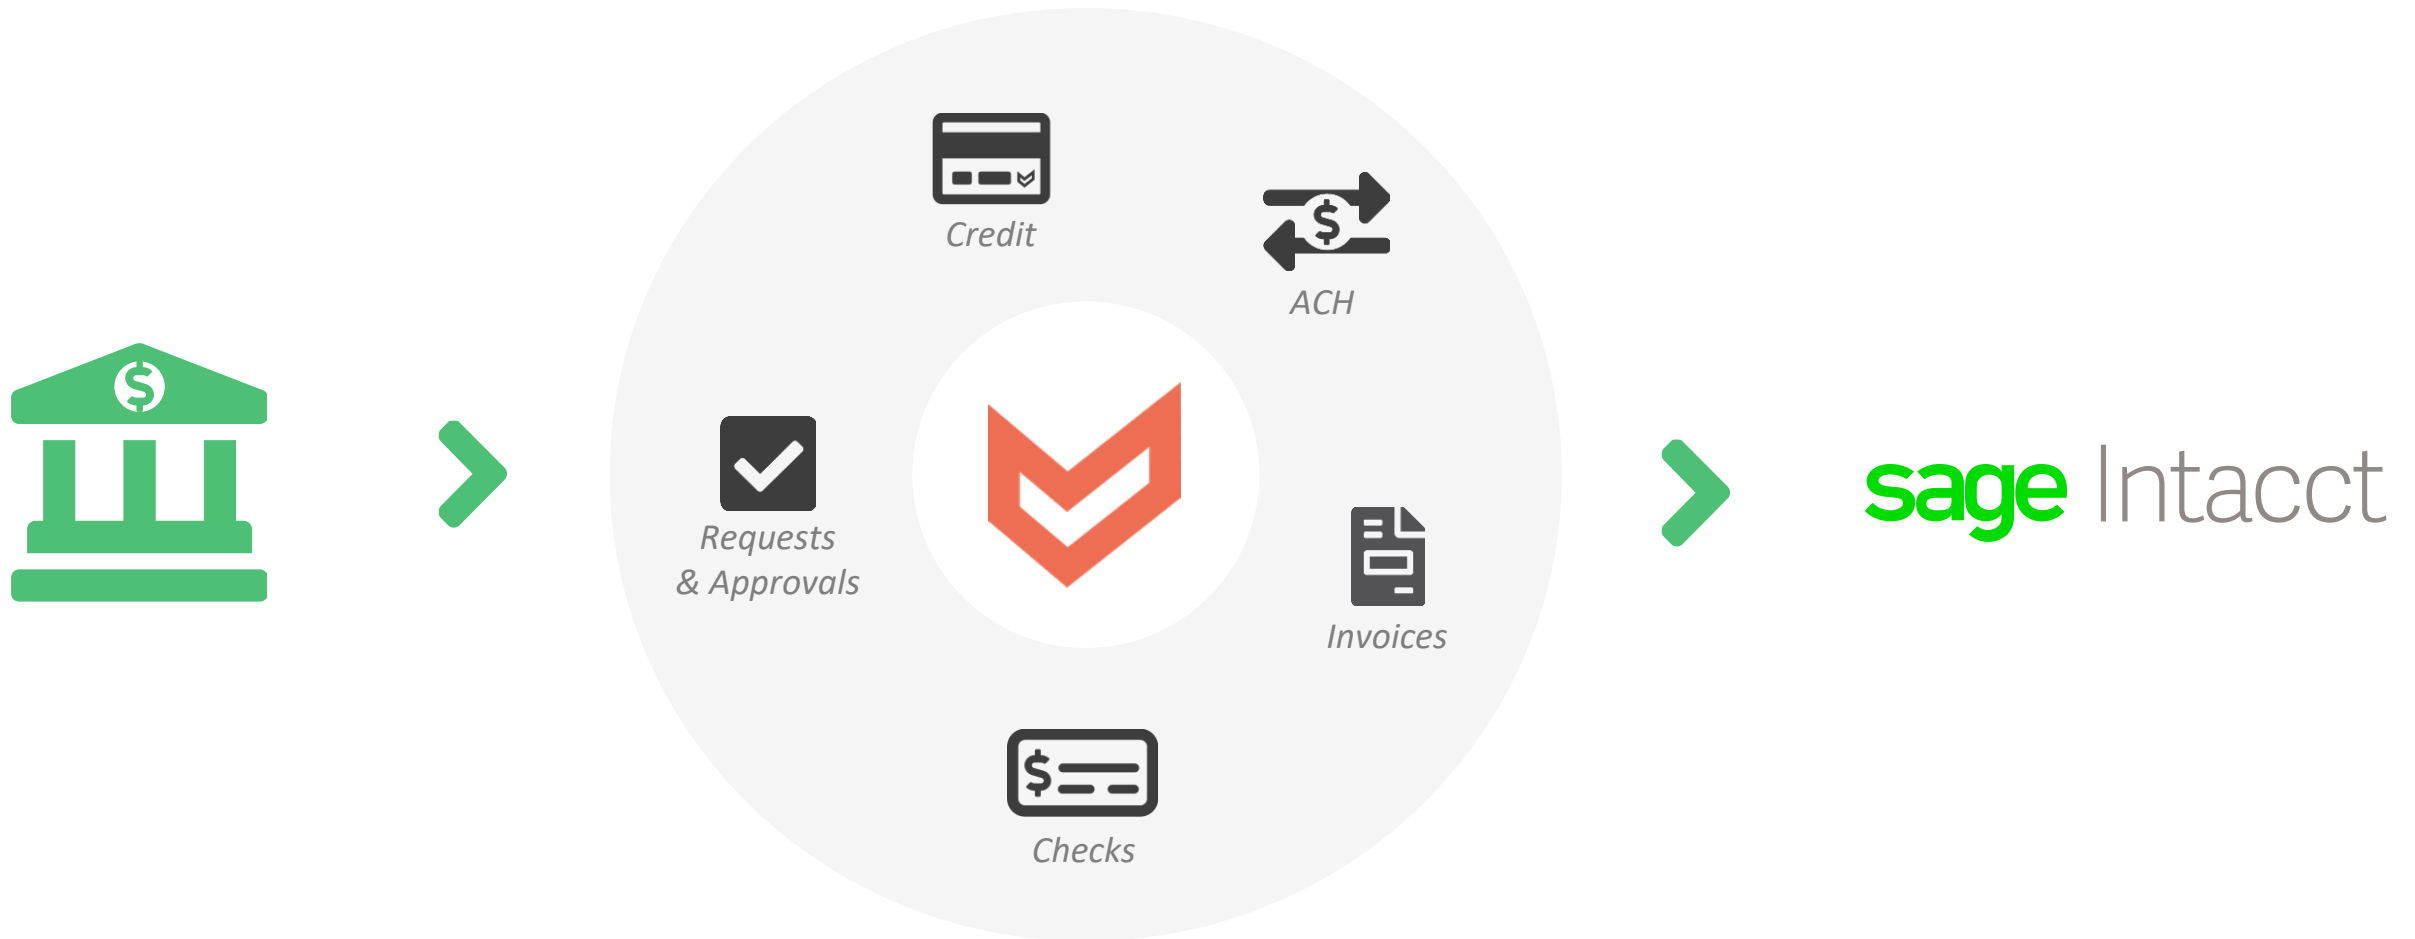 Credit
ACH
Requests
& Approvals
sage Intacct
Invoices
Checks